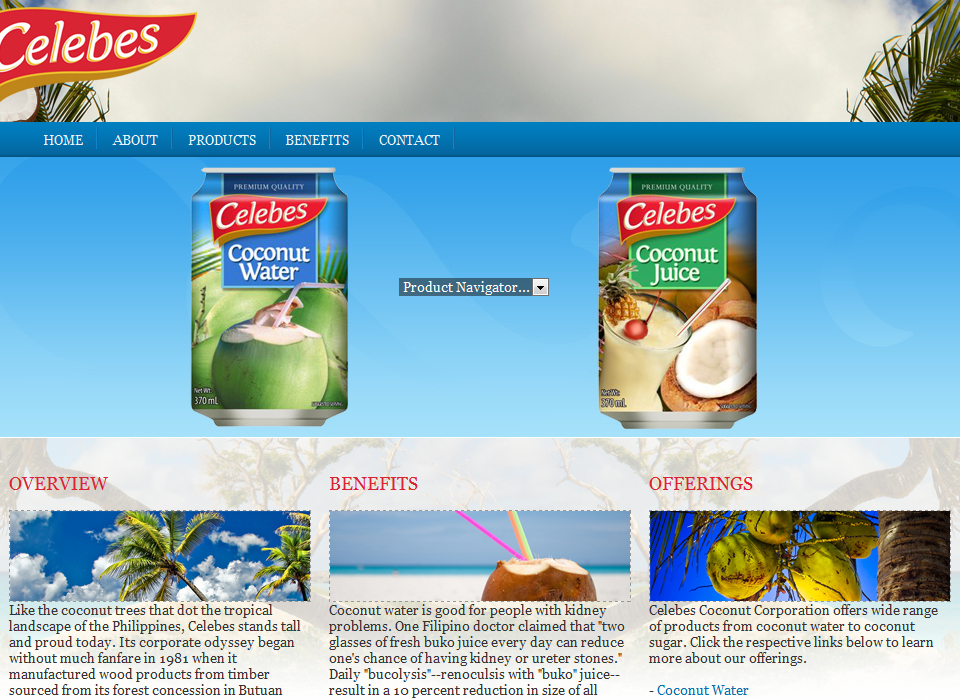 Celebes
HOME ABOUT PRODUCTS BENEFITS CONTACT
PREMIUM QUALITY
Celebes
Coconut
Water
Net Wt:
370 mL
Product Navigator...
PREMIUM QUALITY
Celebes
Coconut
Juice
Net Wt:
370 mL
OVERVIEW
Like the coconut trees that dot the tropical
landscape of the Philippines, Celebes stands tall
and proud today. Its corporate odyssey began
without much fanfare in 1981 when it
manufactured wood products from timber
sourced from its forest concession in Butuan
BENEFITS
Coconut water is good for people with kidney
problems. One Filipino doctor claimed that "two
glasses of fresh buko juice every day can reduce
one's chance of having kidney or ureter stones."
Daily "bucolysis"--renoculsis with "buko" juice--
result in a 10 percent reduction in size of all
OFFERINGS
Celebes Coconut Corporation offers wide range
of products from coconut water to coconut
sugar. Click the respective links below to learn
more about our offerings.
- Coconut Water